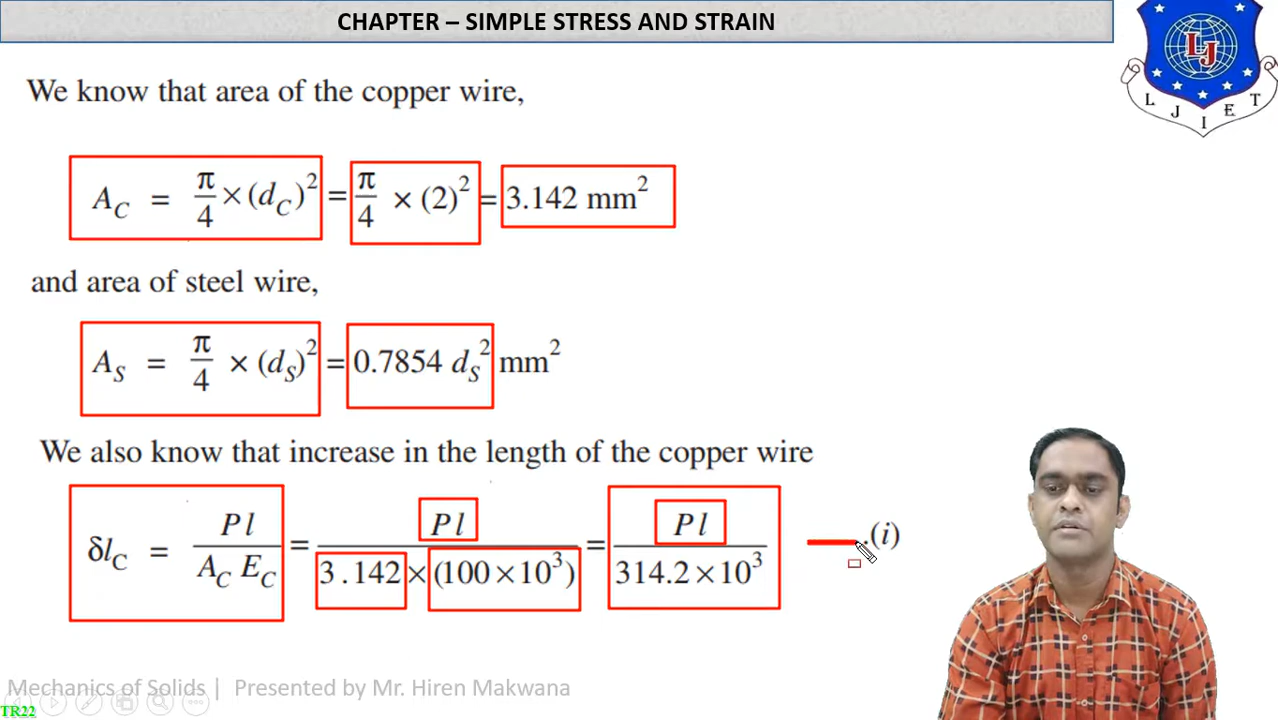 CHAPTER – SIMPLE STRESS AND STRAIN
LJ
L J I E T
We know that area of the copper wire,
A_C = π/4 × (d_C)² = π/4 × (2)² = 3.142 mm²
and area of steel wire,
A_S = π/4 × (d_S)² = 0.7854 d_S² mm²
We also know that increase in the length of the copper wire
δl_C = Pl / A_C E_C = Pl / 3.142 × (100 × 10³) = Pl / 314.2 × 10³ .(i)
Mechanics of Solids | Presented by Mr. Hiren Makwana
TR22